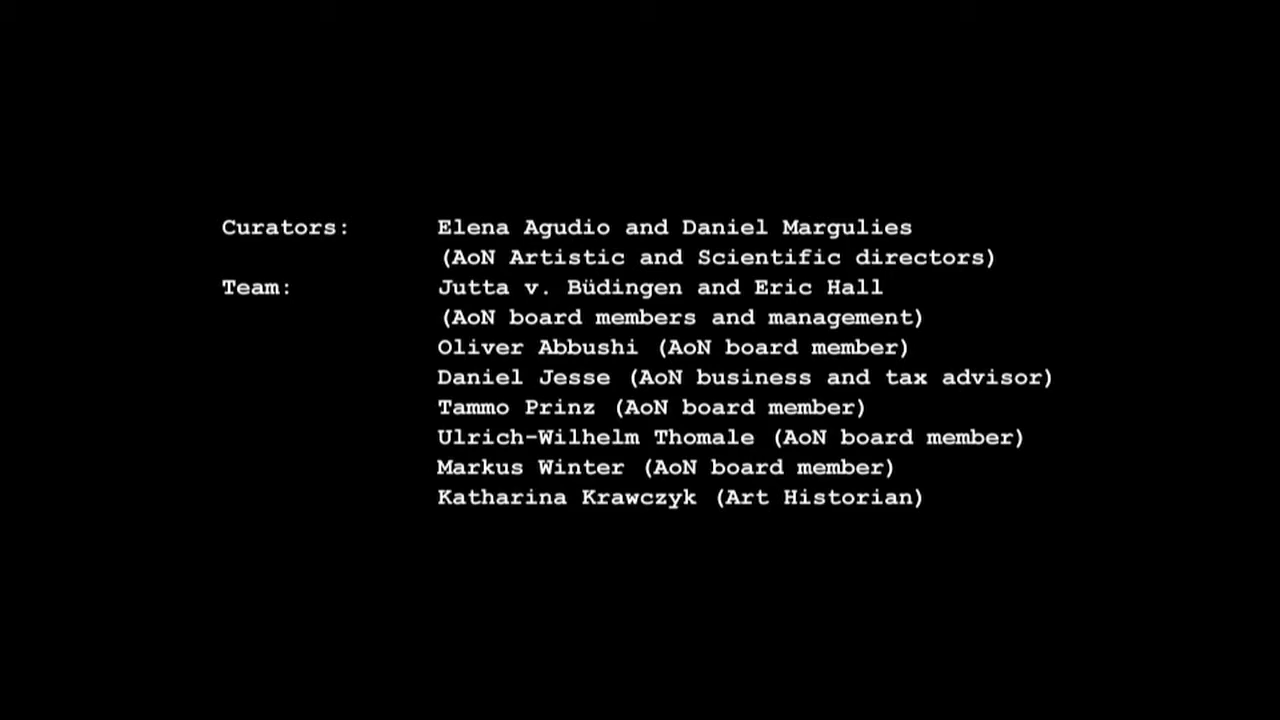 Curators: Elena Agudio and Daniel Margulies
(AoN Artistic and Scientific directors)
Team: Jutta v. Büdingen and Eric Hall
(AoN board members and management)
Oliver Abbushi (AoN board member)
Daniel Jesse (AoN business and tax advisor)
Tammo Prinz (AoN board member)
Ulrich-Wilhelm Thomale (AoN board member)
Markus Winter (AoN board member)
Katharina Krawczyk (Art Historian)